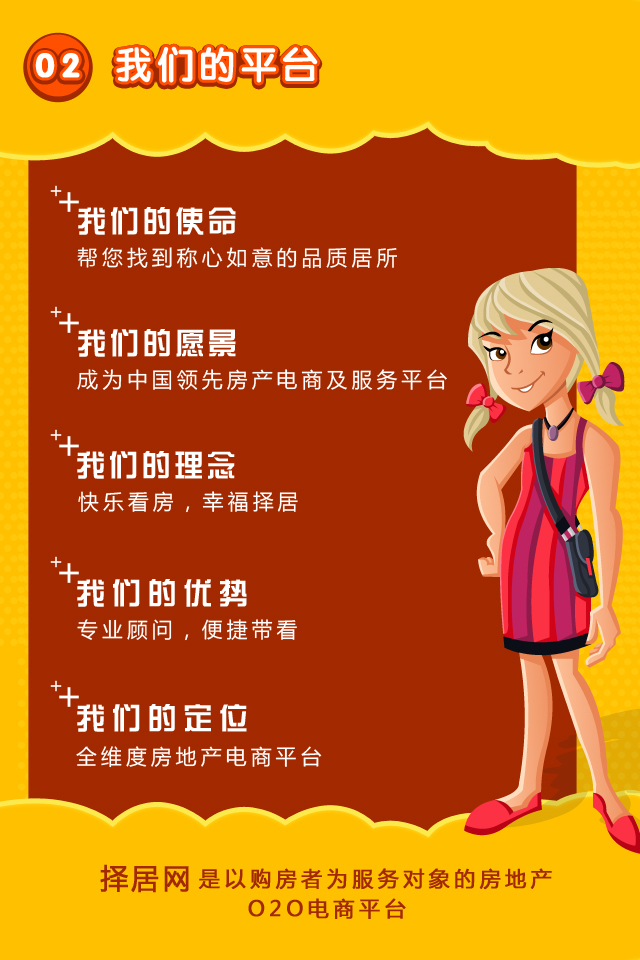 02 我们的平台
我们的使命
帮您找到称心如意的品质居所
我们的愿景
成为中国领先房产电商及服务平台
我们的理念
快乐看房，幸福择居
我们的优势
专业顾问，便捷带看
我们的定位
全维度房地产电商平台
择居网 是以购房者为服务对象的房地产
O2O电商平台